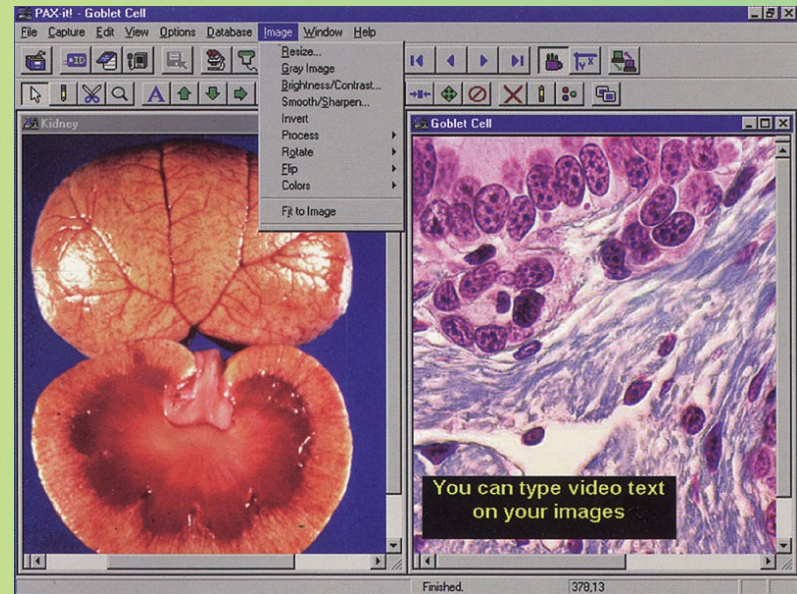 PAX-it! - Goblet Cell
File Capture Edit View Options Database Image Window Help
Resize...
Gray Image
Brightness/Contrast...
Smooth/Sharpen...
Invert
Process
Rotate
Flip
Colors
Fit to Image
Kidney
Goblet Cell
You can type video text
on your images
Finished. 378,13